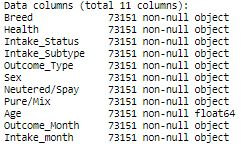 Data columns (total 11 columns):
Breed 73151 non-null object
Health 73151 non-null object
Intake_Status 73151 non-null object
Intake_Subtype 73151 non-null object
Outcome_Type 73151 non-null object
Sex 73151 non-null object
Neutered/Spay 73151 non-null object
Pure/Mix 73151 non-null object
Age 73151 non-null float64
Outcome_Month 73151 non-null object
Intake_month 73151 non-null object